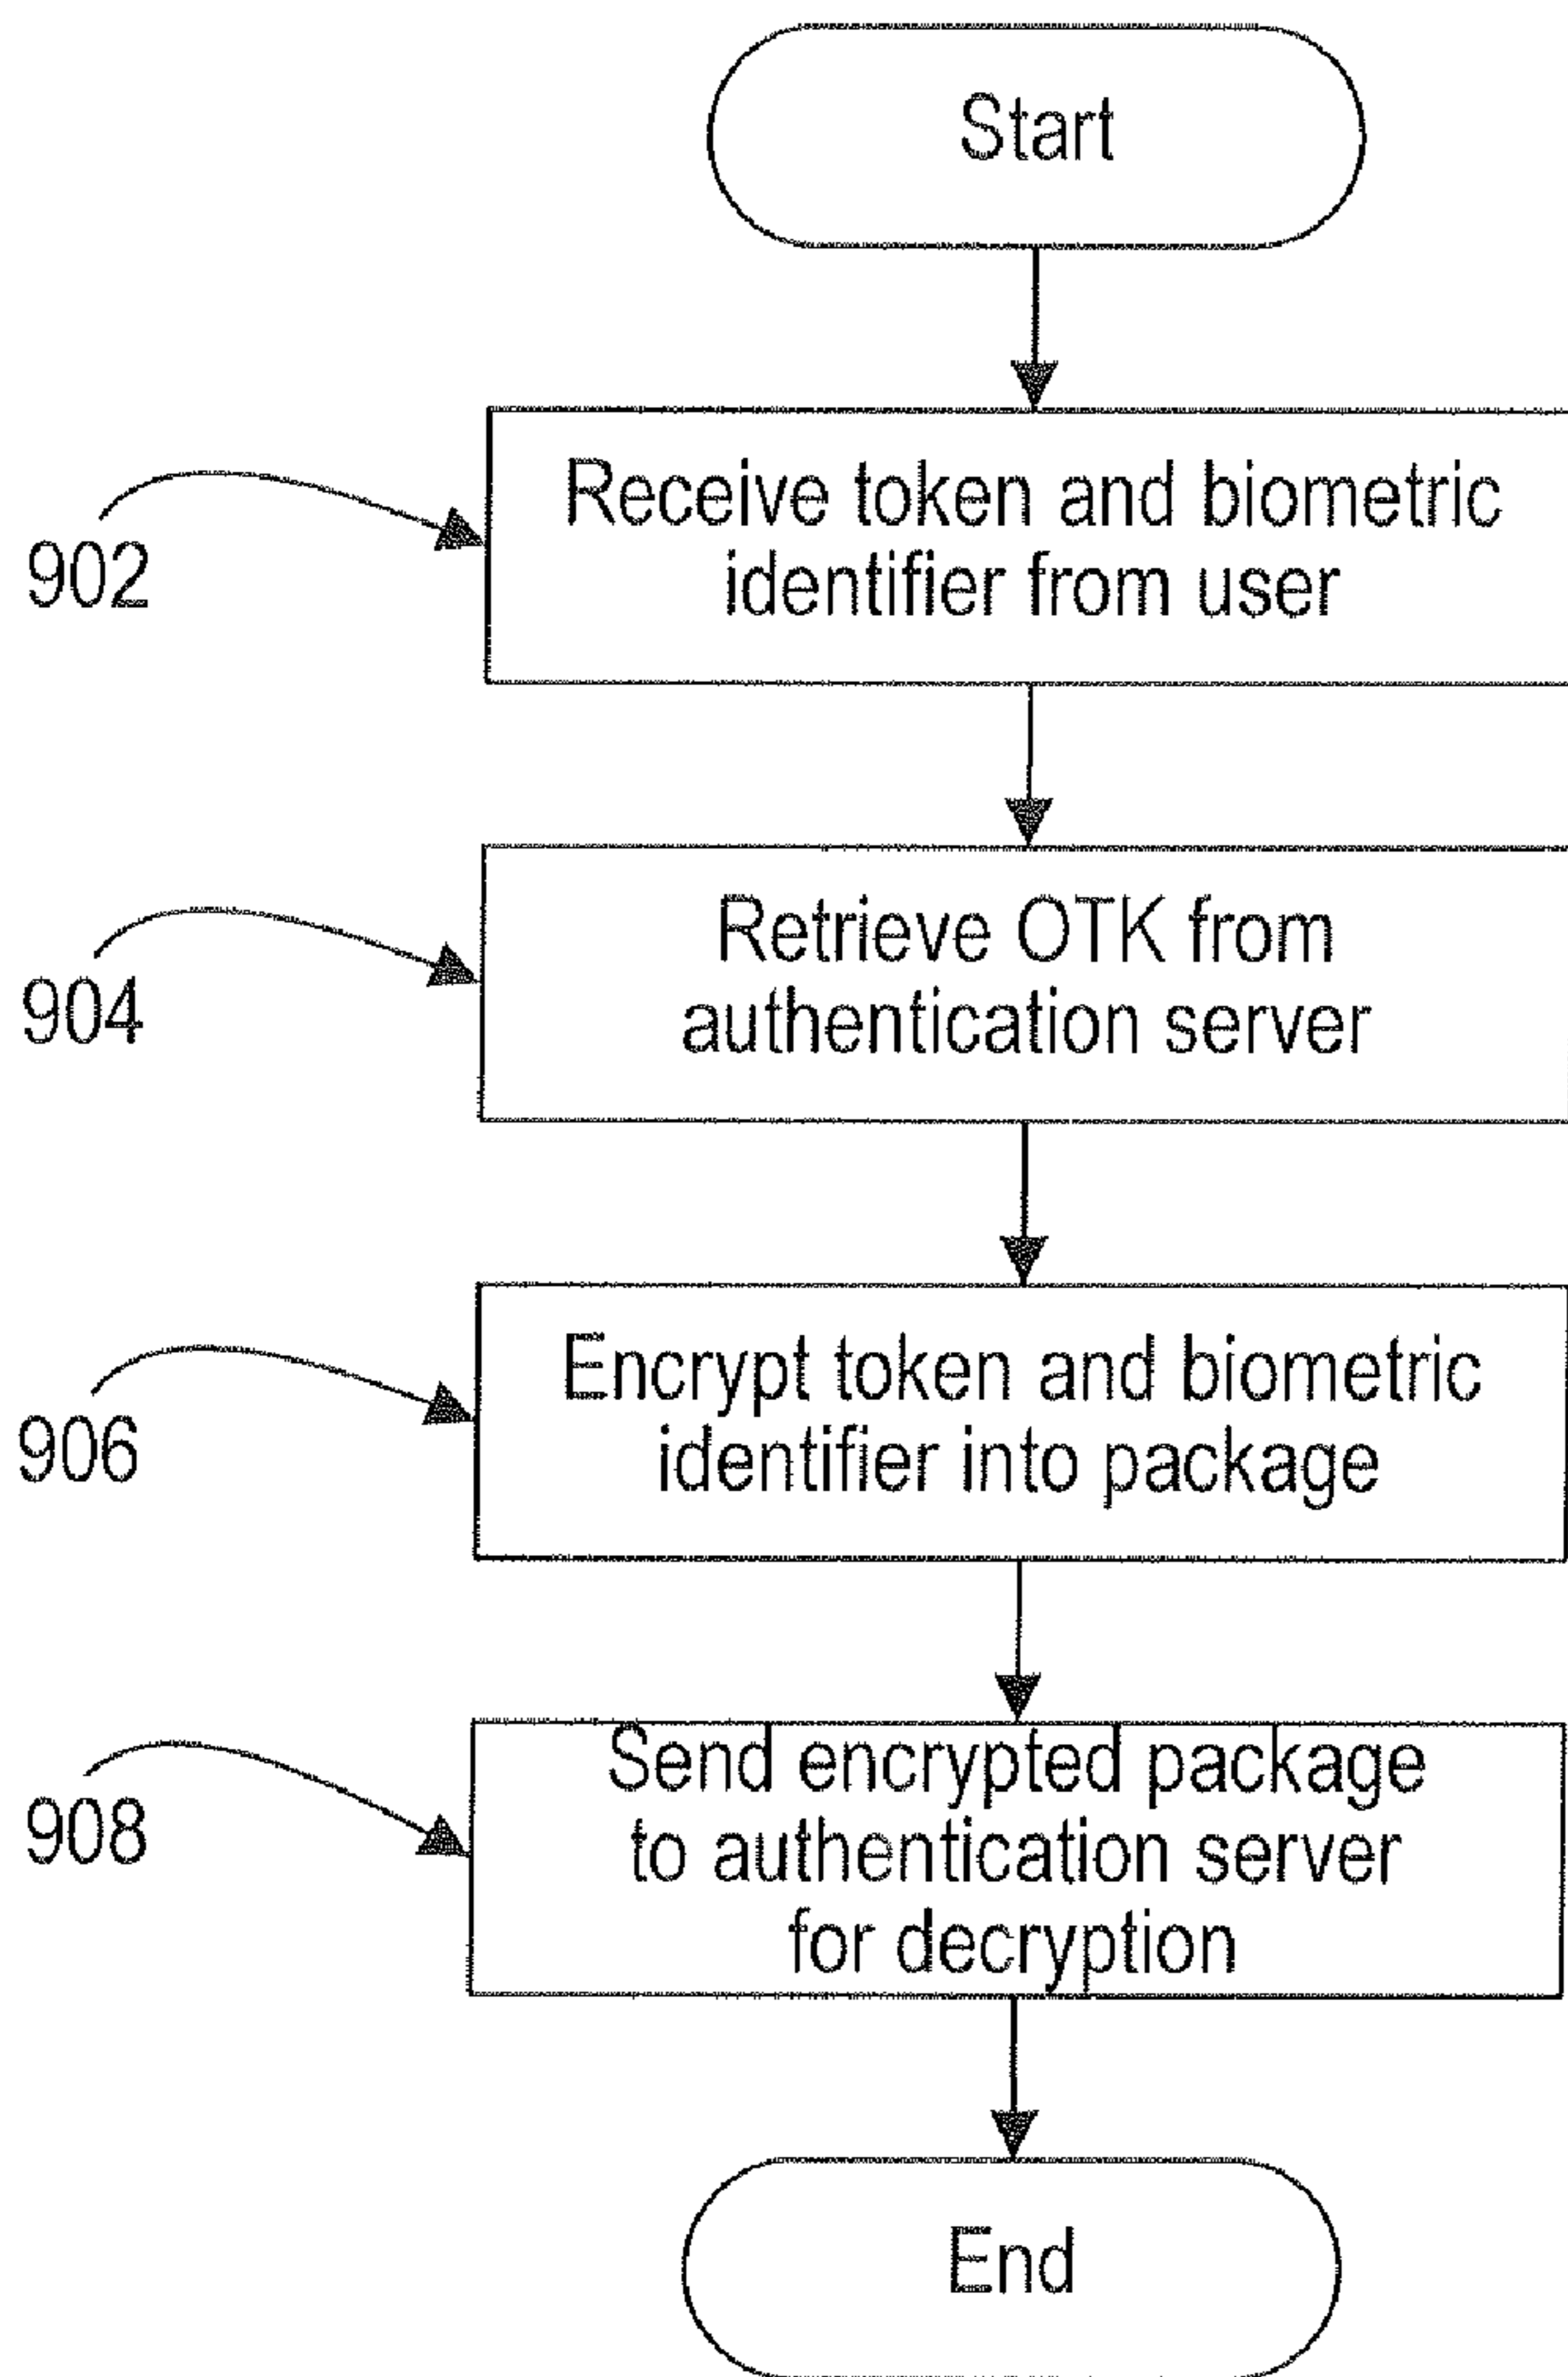 Start
902
Receive token and biometric
identifier from user
904
Retrieve OTK from
authentication server
906
Encrypt token and biometric
identifier into package
908
Send encrypted package
to authentication server
for decryption
End